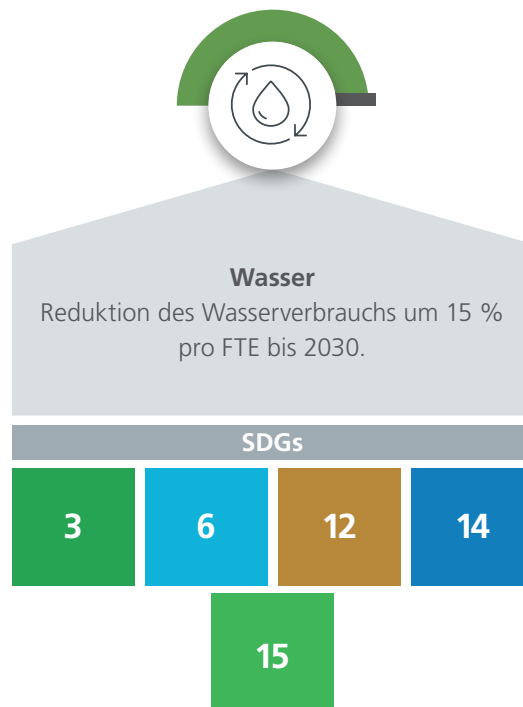 Wasser
Reduktion des Wasserverbrauchs um 15 %
pro FTE bis 2030.
SDGs
3 6 12 14
15